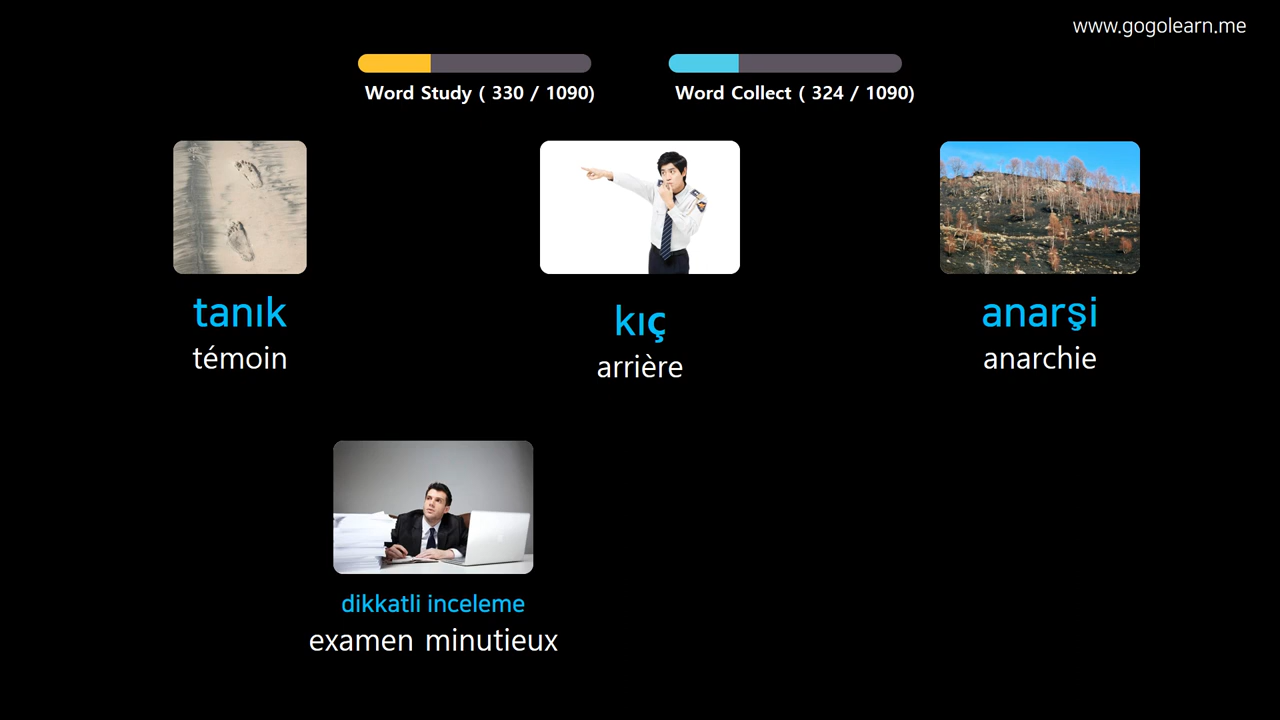 www.gogolearn.me
Word Study ( 330 / 1090)
Word Collect ( 324 / 1090)
tanık
témoin
kıç
arrière
anarşi
anarchie
dikkatli inceleme
examen minutieux